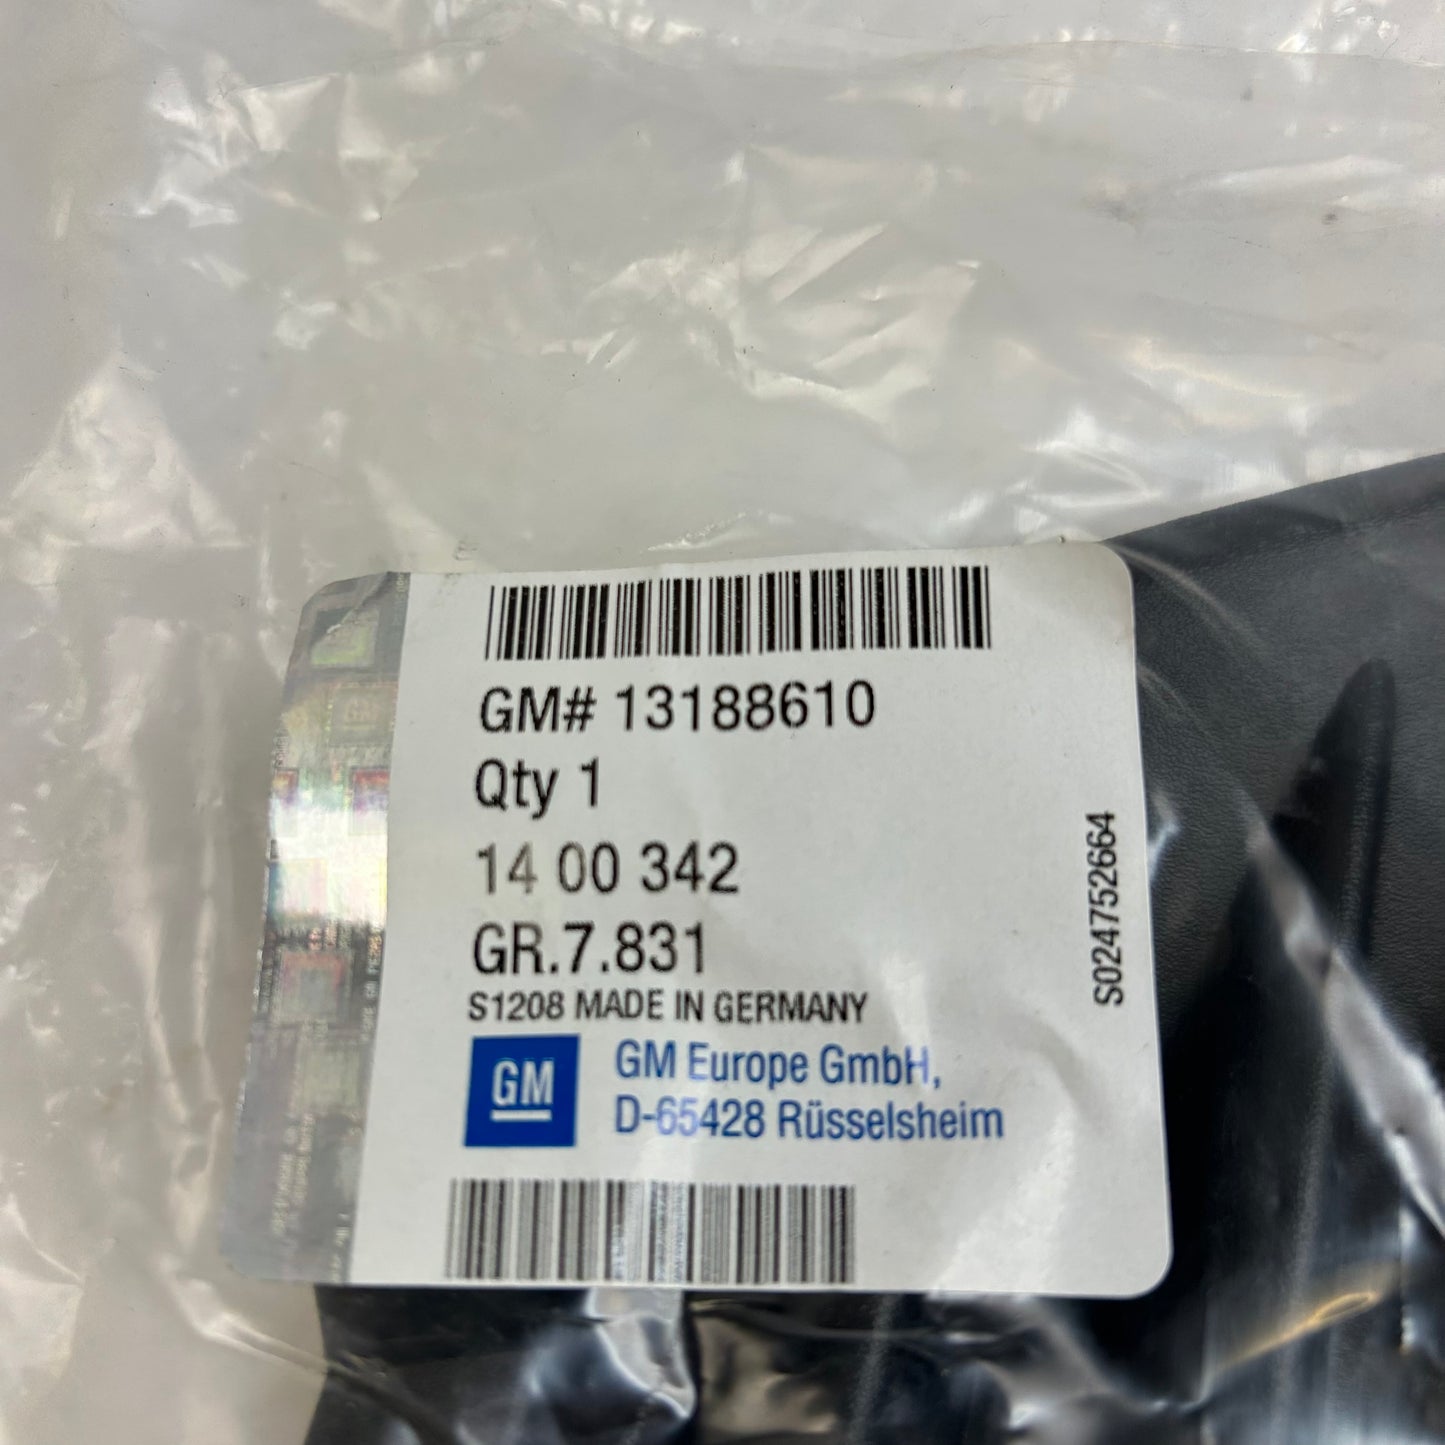 GM# 13188610
Qty 1
14 00 342
GR.7.831
S1208 MADE IN GERMANY
GM
GM Europe GmbH,
D-65428 Rüsselsheim
S024752664